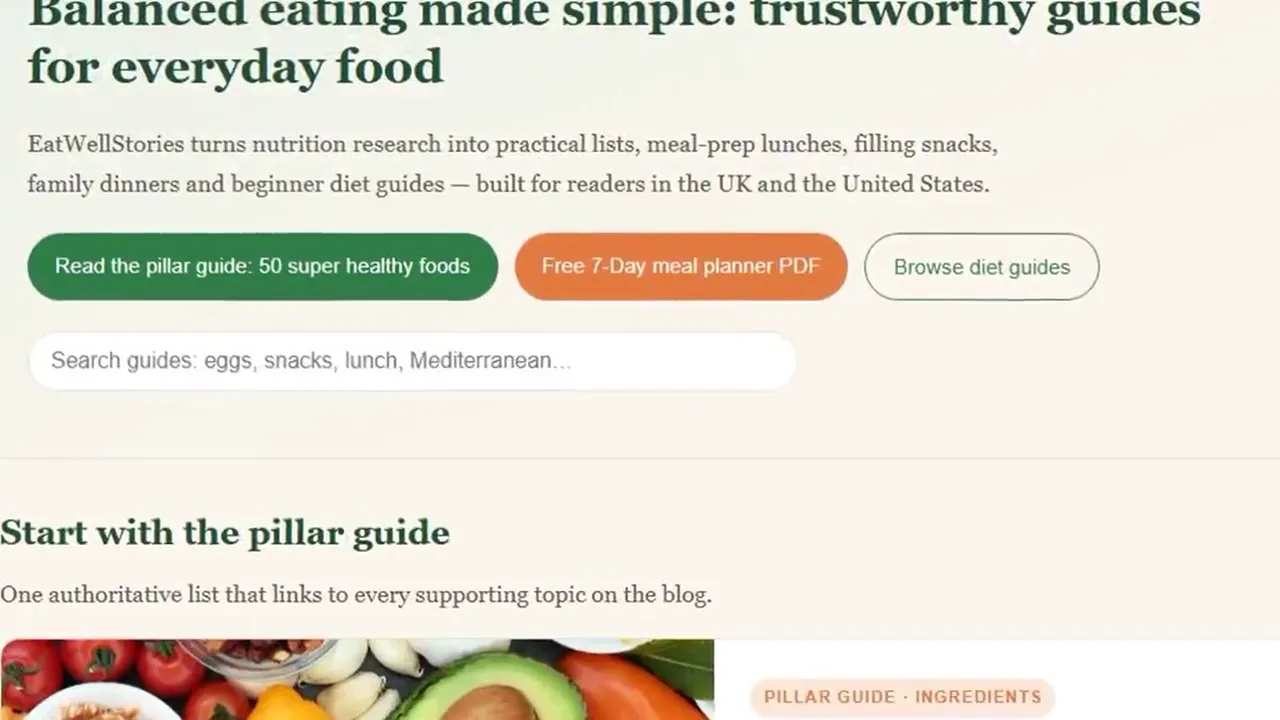 Balanced eating made simple: trustworthy guides
for everyday food
EatWellStories turns nutrition research into practical lists, meal-prep lunches, filling snacks,
family dinners and beginner diet guides — built for readers in the UK and the United States.
Read the pillar guide: 50 super healthy foods
Free 7-Day meal planner PDF
Browse diet guides
Search guides: eggs, snacks, lunch, Mediterranean…
Start with the pillar guide
One authoritative list that links to every supporting topic on the blog.
PILLAR GUIDE · INGREDIENTS